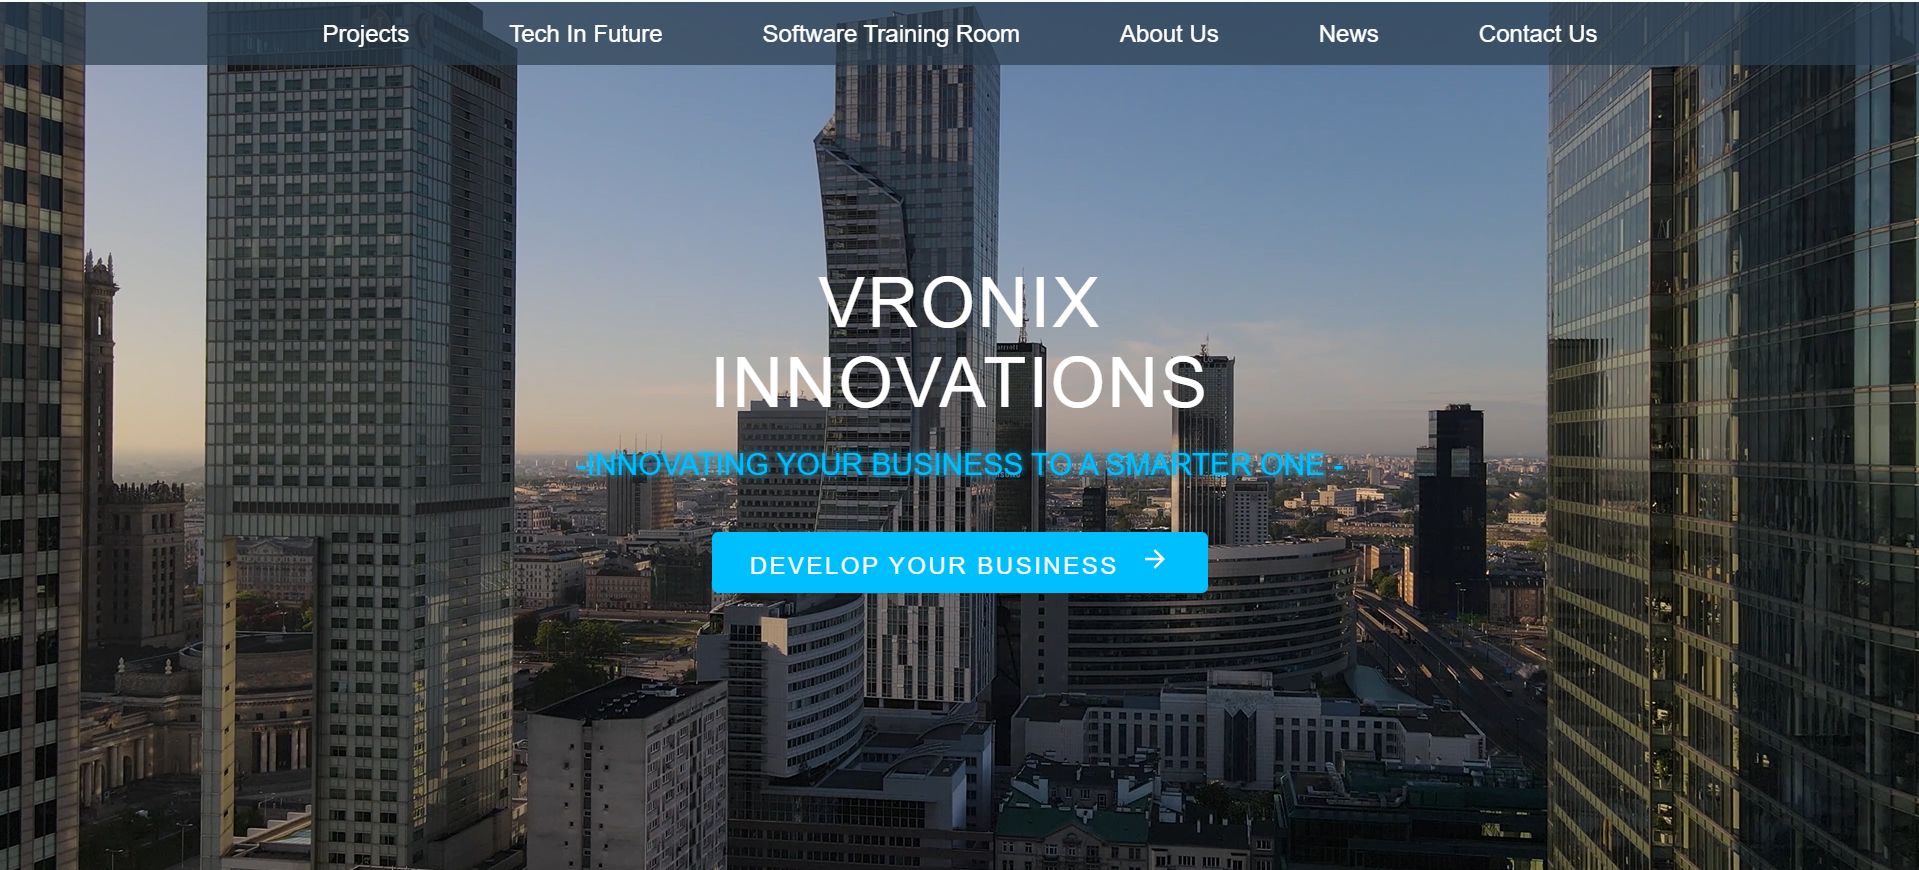 Projects Tech In Future Software Training Room About Us News Contact Us
VRONIX
INNOVATIONS
-INNOVATING YOUR BUSINESS TO A SMARTER ONE -
DEVELOP YOUR BUSINESS